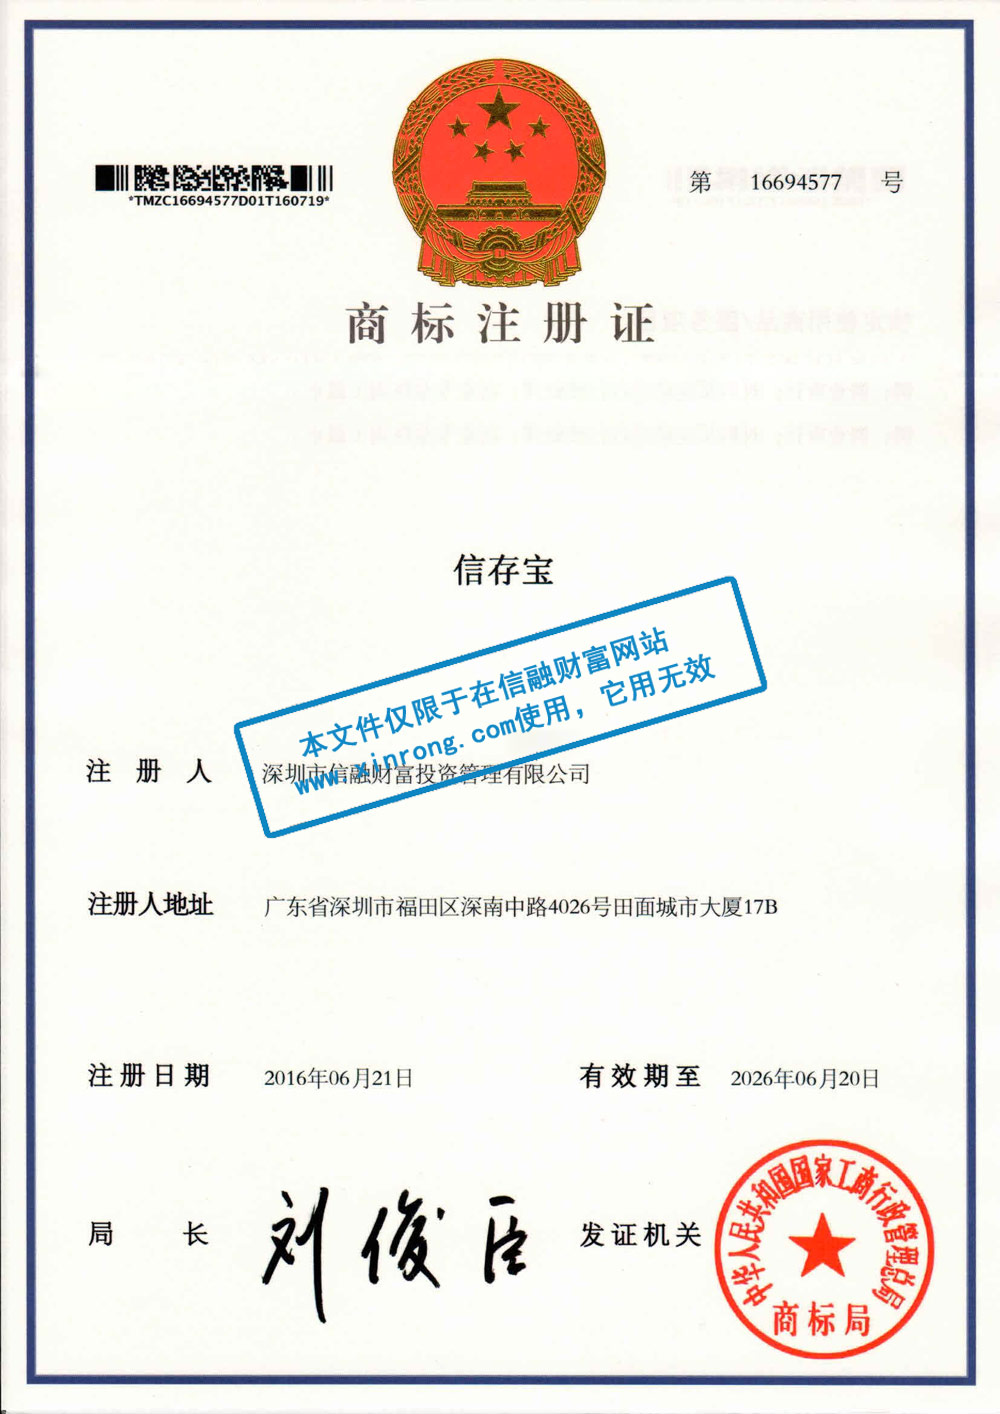 *TMZC16694577D01T160719*
第 16694577 号
商标注册证
信存宝
本文件仅限于在信融财富网站
www.xinrong.com使用，它用无效
注册人 深圳市信融财富投资管理有限公司
注册人地址 广东省深圳市福田区深南中路4026号田面城市大厦17B
注册日期 2016年06月21日 有效期至 2026年06月20日
局长 刘俊臣 发证机关
中华人民共和国国家工商行政管理总局
商标局